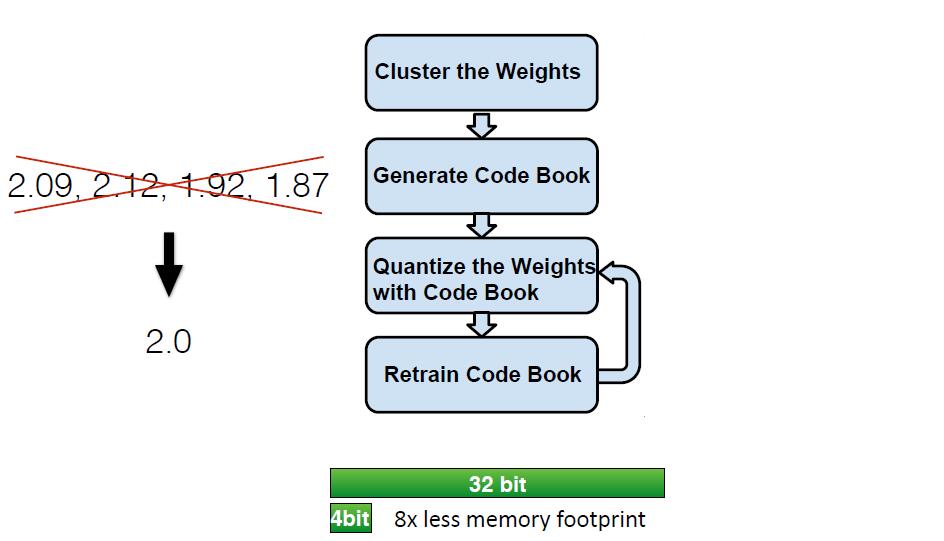 Cluster the Weights
Generate Code Book
2.09, 2.12, 1.92, 1.87
Quantize the Weights
with Code Book
2.0
Retrain Code Book
32 bit
4bit 8x less memory footprint